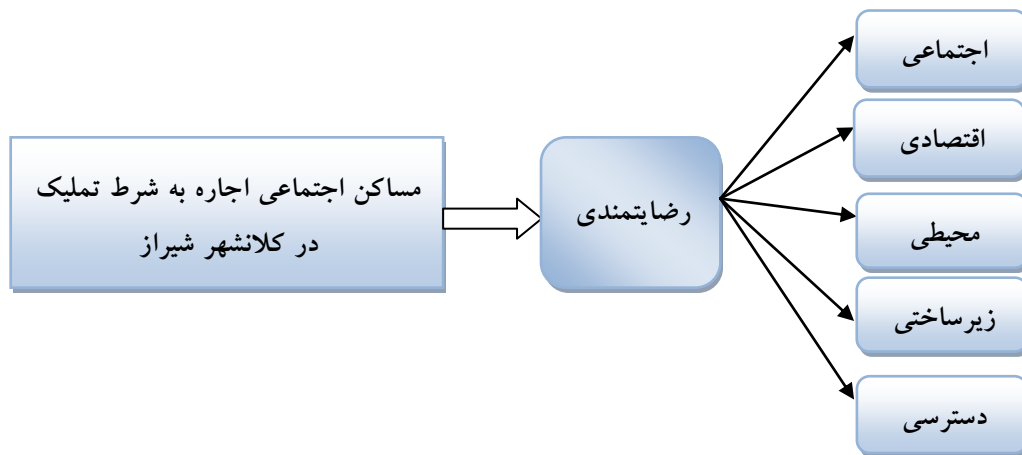 مساکن اجتماعی اجاره به شرط تملیک
در کلانشهر شیراز
رضایتمندی
اجتماعی
اقتصادی
محیطی
زیرساختی
دسترسی